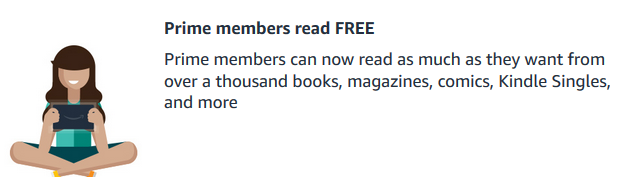 Prime members read FREE
Prime members can now read as much as they want from
over a thousand books, magazines, comics, Kindle Singles,
and more